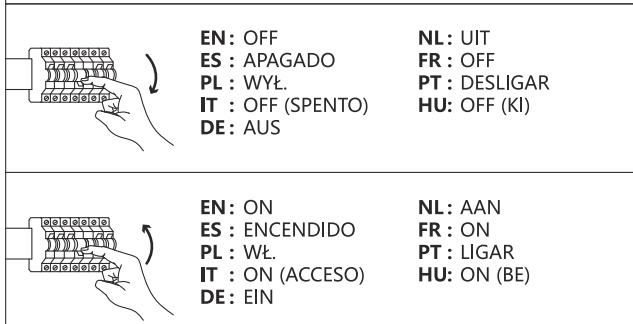 EN: OFF
ES: APAGADO
PL: WYŁ.
IT: OFF (SPENTO)
DE: AUS
NL: UIT
FR: OFF
PT: DESLIGAR
HU: OFF (KI)
EN: ON
ES: ENCENDIDO
PL: WŁ.
IT: ON (ACCESO)
DE: EIN
NL: AAN
FR: ON
PT: LIGAR
HU: ON (BE)